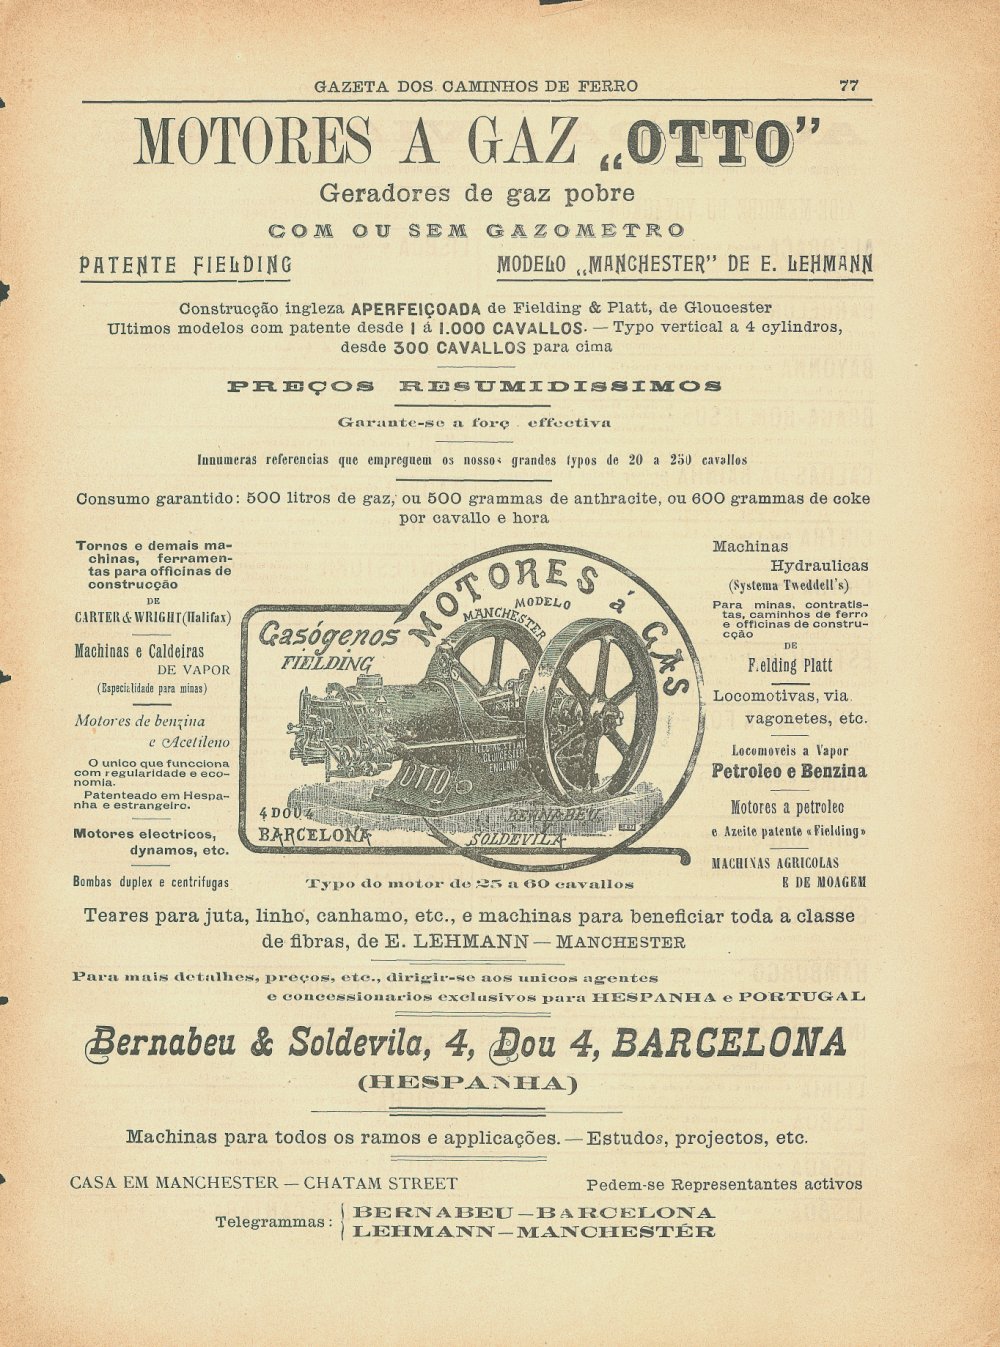 GAZETA DOS CAMINHOS DE FERRO 77
MOTORES A GAZ „OTTO”
Geradores de gaz pobre
COM OU SEM GAZOMETRO
PATENTE FIELDING
MODELO „MANCHESTER” DE E. LEHMANN
Construcção ingleza APERFEIÇOADA de Fielding & Platt, de Gloucester
Ultimos modelos com patente desde 1 á 1.000 CAVALLOS. — Typo vertical a 4 cylindros,
desde 300 CAVALLOS para cima
PREÇOS RESUMIDISSIMOS
Garante-se a forç effectiva
Innumeras referencias que empreguem os nossos grandes typos de 20 a 250 cavallos
Consumo garantido: 500 litros de gaz, ou 500 grammas de anthracite, ou 600 grammas de coke
por cavallo e hora
Tornos e demais ma-
chinas, ferramen-
tas para officinas de
construcção
DE
CARTER & WRIGHT (Halifax)
Machinas e Caldeiras
DE VAPOR
(Especialidade para minas)
Motores de benzina
e Acetileno
O unico que funcciona
com regularidade e eco-
nomia.
Patenteado em Hespa-
nha e estrangeiro.
Motores electricos,
dynamos, etc.
Bombas duplex e centrifugas
MOTORES á GAS
MODELO
MANCHESTER
Gasógenos
FIELDING
OTTO
4 DOU 4
BARCELONA
BERNABEU
Y
SOLDEVILA
Typo do motor de 25 a 60 cavallos
Machinas
Hydraulicas
(Systema Tweddell's)
Para minas, contratis-
tas, caminhos de ferro
e officinas de constru-
cção
DE
F.elding Platt
Locomotivas, via
vagonetes, etc.
Locomoveis a Vapor
Petroleo e Benzina
Motores a petroleo
e Azeite patente «Fielding»
MACHINAS AGRICOLAS
E DE MOAGEM
Teares para juta, linho, canhamo, etc., e machinas para beneficiar toda a classe
de fibras, de E. LEHMANN — MANCHESTER
Para mais detalhes, preços, etc., dirigir-se aos unicos agentes
e concessionarios exclusivos para HESPANHA e PORTUGAL
Bernabeu & Soldevila, 4, Dou 4, BARCELONA
(HESPANHA)
Machinas para todos os ramos e applicações. — Estudos, projectos, etc.
CASA EM MANCHESTER — CHATAM STREET
Pedem-se Representantes activos
Telegrammas: { BERNABEU — BARCELONA
LEHMANN — MANCHESTÉR